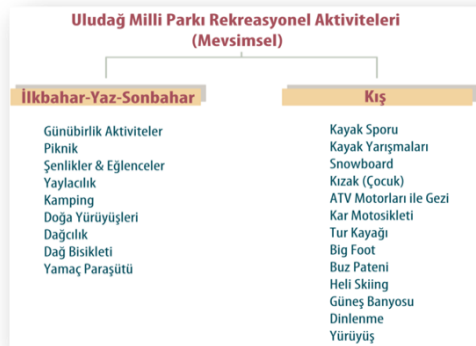 Uludağ Milli Parkı Rekreasyonel Aktiviteleri
(Mevsimsel)
İlkbahar-Yaz-Sonbahar
Günübirlik Aktiviteler
Piknik
Şenlikler & Eğlenceler
Yaylacılık
Kamping
Doğa Yürüyüşleri
Dağcılık
Dağ Bisikleti
Yamaç Paraşütü
Kış
Kayak Sporu
Kayak Yarışmaları
Snowboard
Kızak (Çocuk)
ATV Motorları ile Gezi
Kar Motosikleti
Tur Kayağı
Big Foot
Buz Pateni
Heli Skiing
Güneş Banyosu
Dinlenme
Yürüyüş